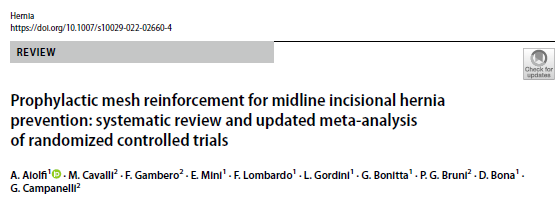 Hernia
https://doi.org/10.1007/s10029-022-02660-4
REVIEW
Check for
updates
Prophylactic mesh reinforcement for midline incisional hernia
prevention: systematic review and updated meta-analysis
of randomized controlled trials
A. Aiolfi¹ · M. Cavalli² · F. Gambero² · E. Mini¹ · F. Lombardo¹ · L. Gordini¹ · G. Bonitta¹ · P. G. Bruni² · D. Bona¹ ·
G. Campanelli²